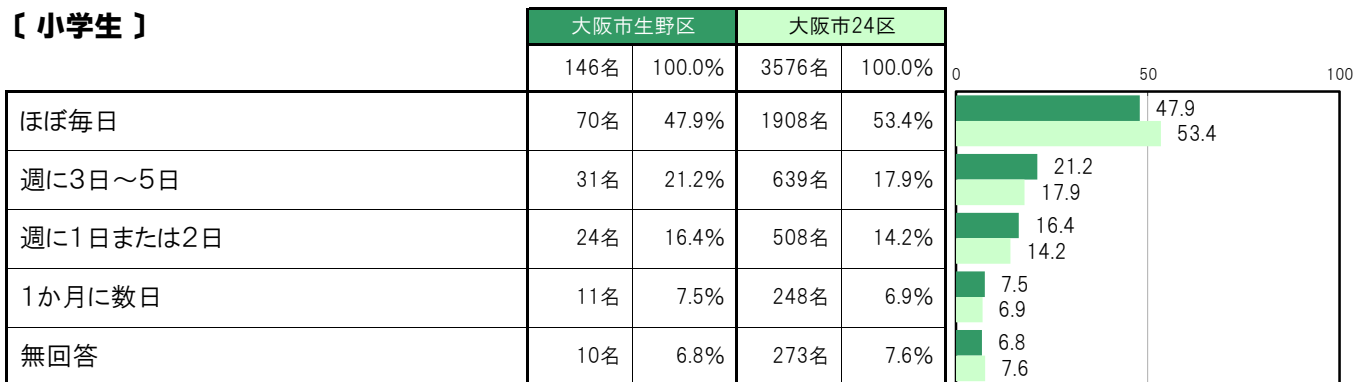 〔 小学生 〕
大阪市生野区 大阪市24区
146名 100.0% 3576名 100.0%
0 50 100
ほぼ毎日 70名 47.9% 1908名 53.4%
47.9
53.4
週に3日～5日 31名 21.2% 639名 17.9%
21.2
17.9
週に1日または2日 24名 16.4% 508名 14.2%
16.4
14.2
1か月に数日 11名 7.5% 248名 6.9%
7.5
6.9
無回答 10名 6.8% 273名 7.6%
6.8
7.6